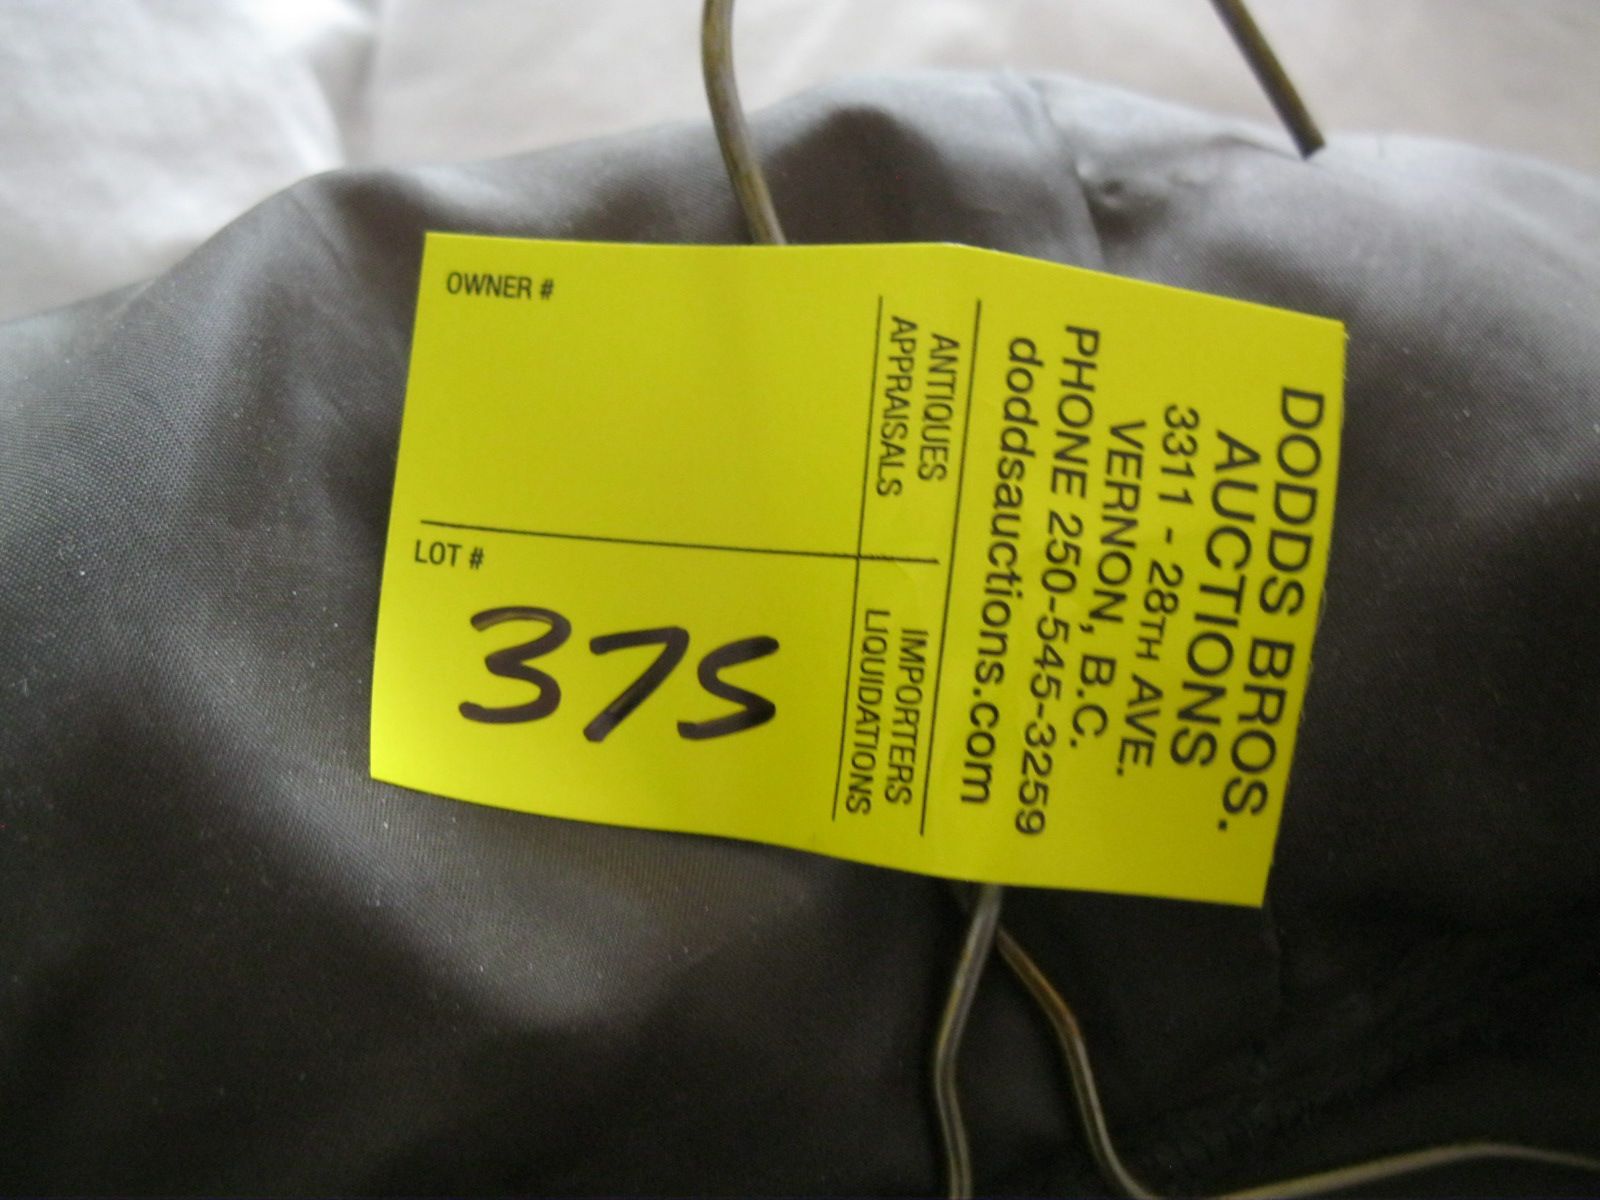 DODDS BROS.
AUCTIONS
3311 - 28TH AVE.
VERNON, B.C.
PHONE 250-545-3259
doddsauctions.com
ANTIQUES
APPRAISALS
IMPORTERS
LIQUIDATIONS
OWNER #
LOT #
375